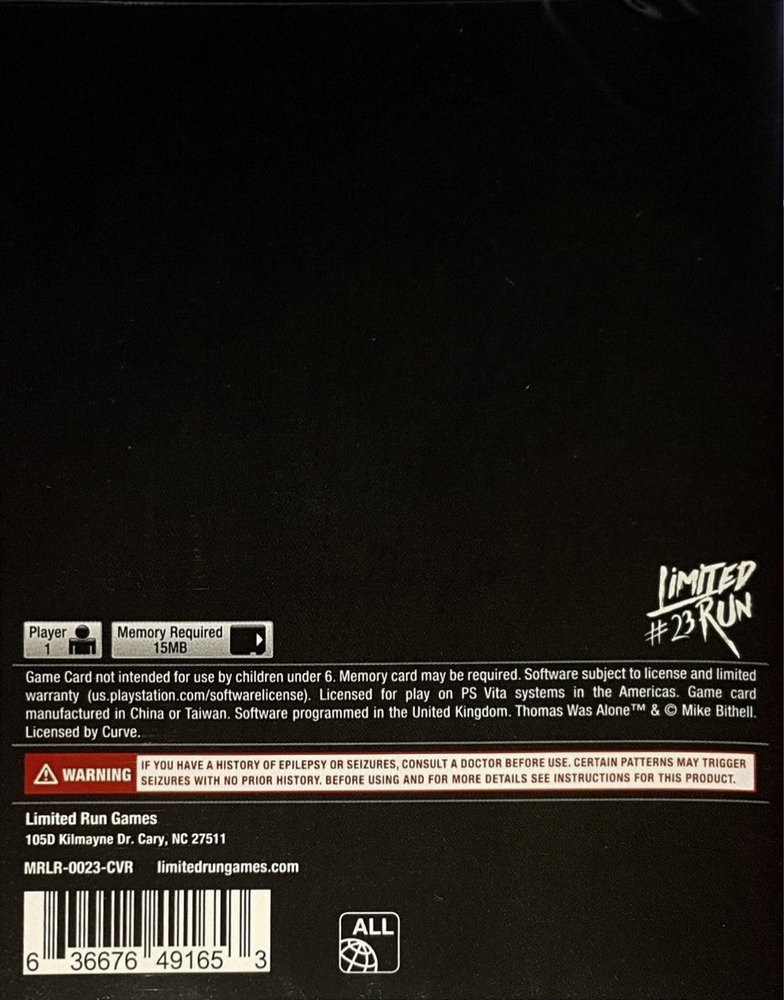 LiMiTED
#23 RUN
Player
1
Memory Required
15MB
Game Card not intended for use by children under 6. Memory card may be required. Software subject to license and limited
warranty (us.playstation.com/softwarelicense). Licensed for play on PS Vita systems in the Americas. Game card
manufactured in China or Taiwan. Software programmed in the United Kingdom. Thomas Was Alone™ & © Mike Bithell.
Licensed by Curve.
WARNING
IF YOU HAVE A HISTORY OF EPILEPSY OR SEIZURES, CONSULT A DOCTOR BEFORE USE. CERTAIN PATTERNS MAY TRIGGER
SEIZURES WITH NO PRIOR HISTORY. BEFORE USING AND FOR MORE DETAILS SEE INSTRUCTIONS FOR THIS PRODUCT.
Limited Run Games
105D Kilmayne Dr. Cary, NC 27511
MRLR-0023-CVR limitedrungames.com
6 36676 49165 3
ALL